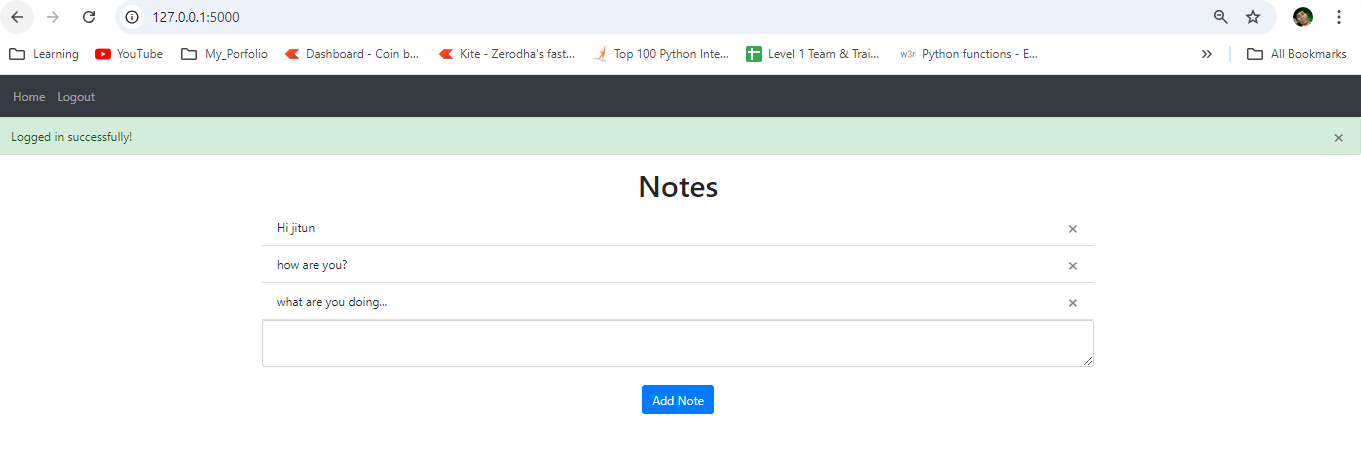 127.0.0.1:5000
Learning YouTube My_Porfolio Dashboard - Coin b... Kite - Zerodha's fast... Top 100 Python Inte... Level 1 Team & Trai... w3r Python functions - E... All Bookmarks
Home Logout
Logged in successfully! ×
Notes
Hi jitun ×
how are you? ×
what are you doing... ×
Add Note